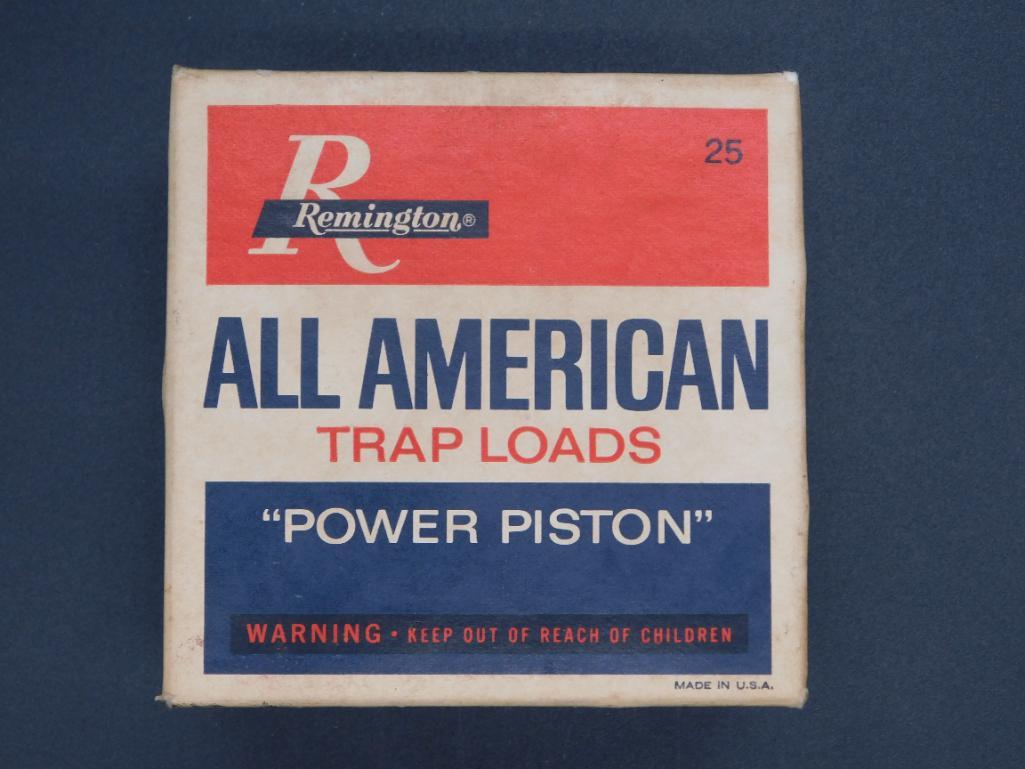 25
R
Remington®
ALL AMERICAN
TRAP LOADS
“POWER PISTON”
WARNING • KEEP OUT OF REACH OF CHILDREN
MADE IN U.S.A.